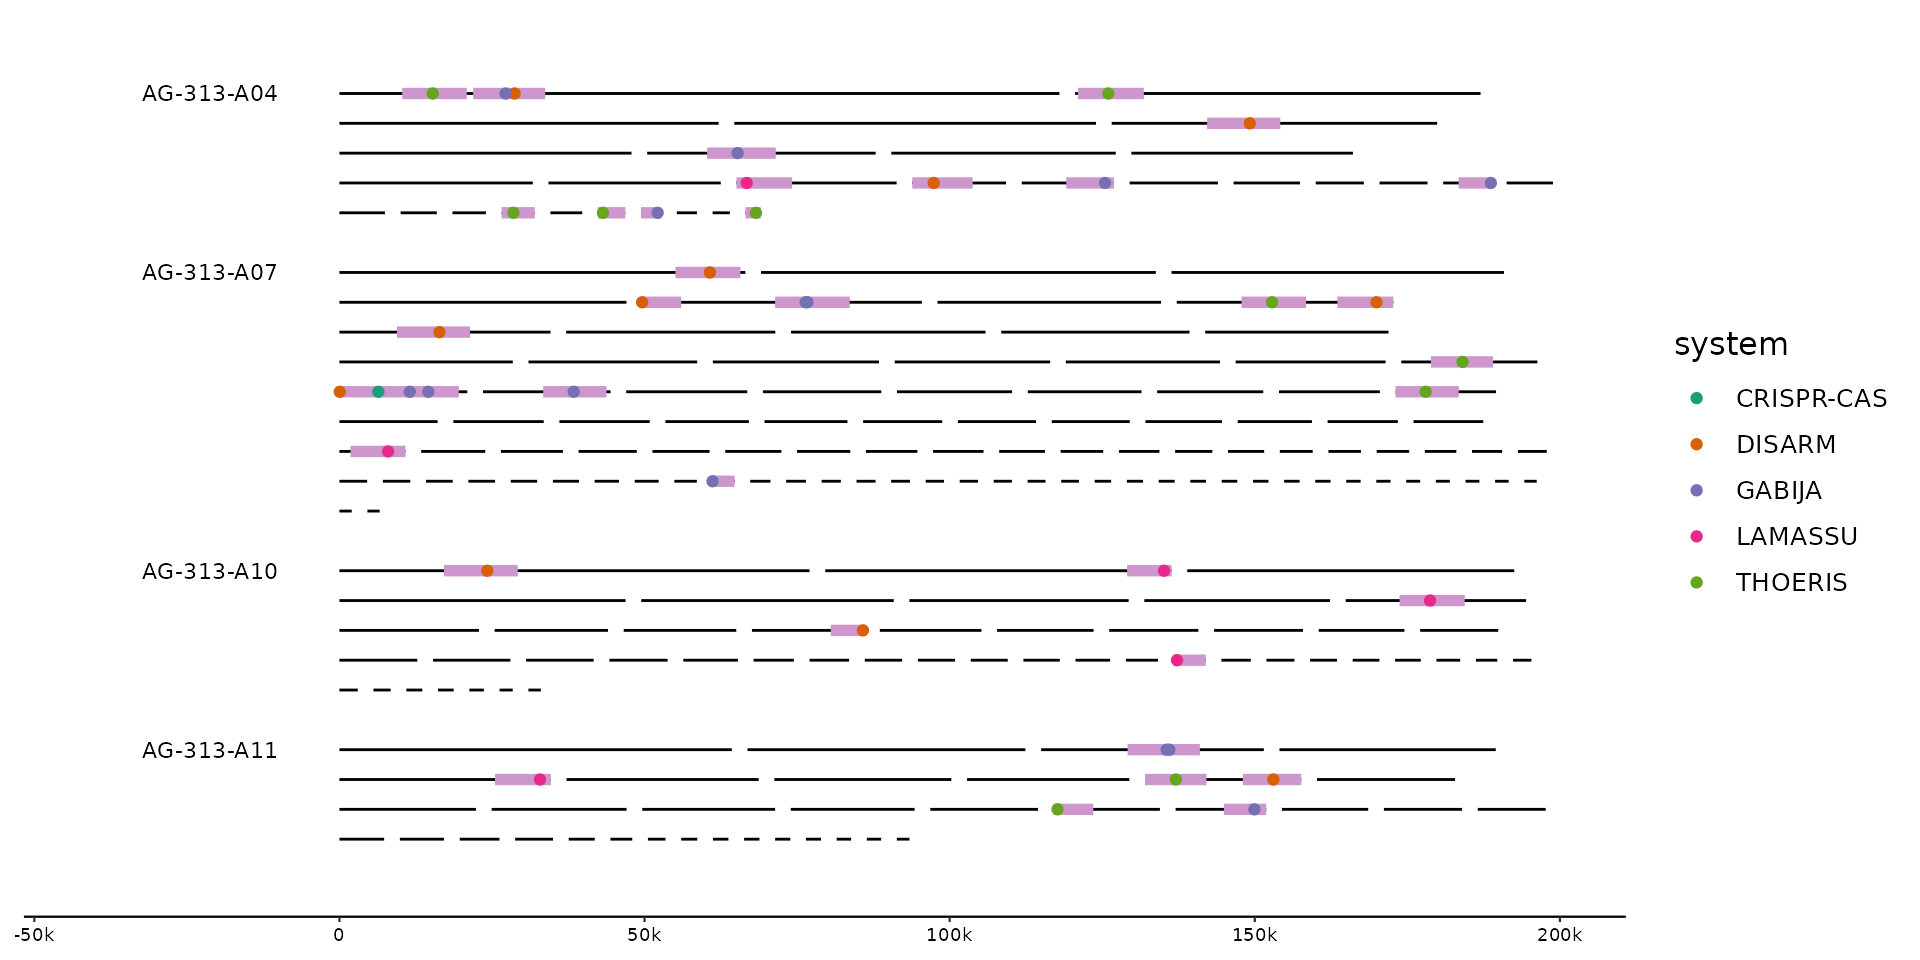 AG-313-A04
AG-313-A07
AG-313-A10
AG-313-A11
system
CRISPR-CAS
DISARM
GABIJA
LAMASSU
THOERIS
-50k 0 50k 100k 150k 200k